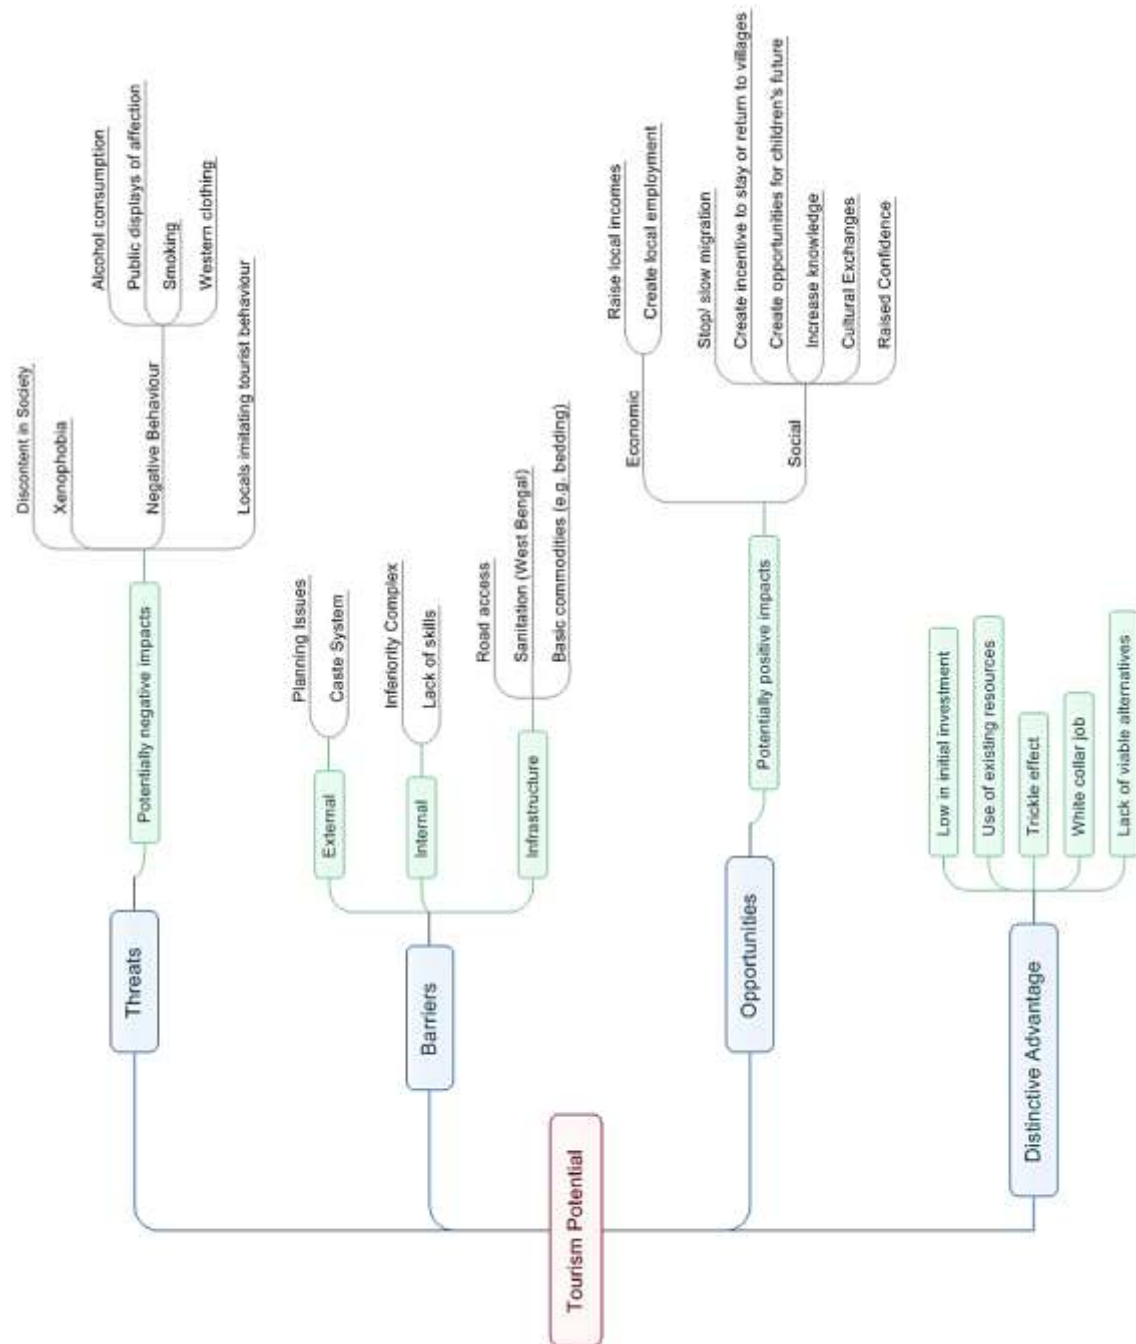 Tourism Potential
Threats
Potentially negative impacts
Discontent in Society
Xenophobia
Negative Behaviour
Alcohol consumption
Public displays of affection
Smoking
Western clothing
Locals imitating tourist behaviour
Barriers
External
Planning Issues
Caste System
Internal
Inferiority Complex
Lack of skills
Infrastructure
Road access
Sanitation (West Bengal)
Basic commodities (e.g. bedding)
Opportunities
Potentially positive impacts
Economic
Raise local incomes
Create local employment
Social
Stop/ slow migration
Create incentive to stay or return to villages
Create opportunities for children's future
Increase knowledge
Cultural Exchanges
Raised Confidence
Distinctive Advantage
Low in initial investment
Use of existing resources
Trickle effect
White collar job
Lack of viable alternatives